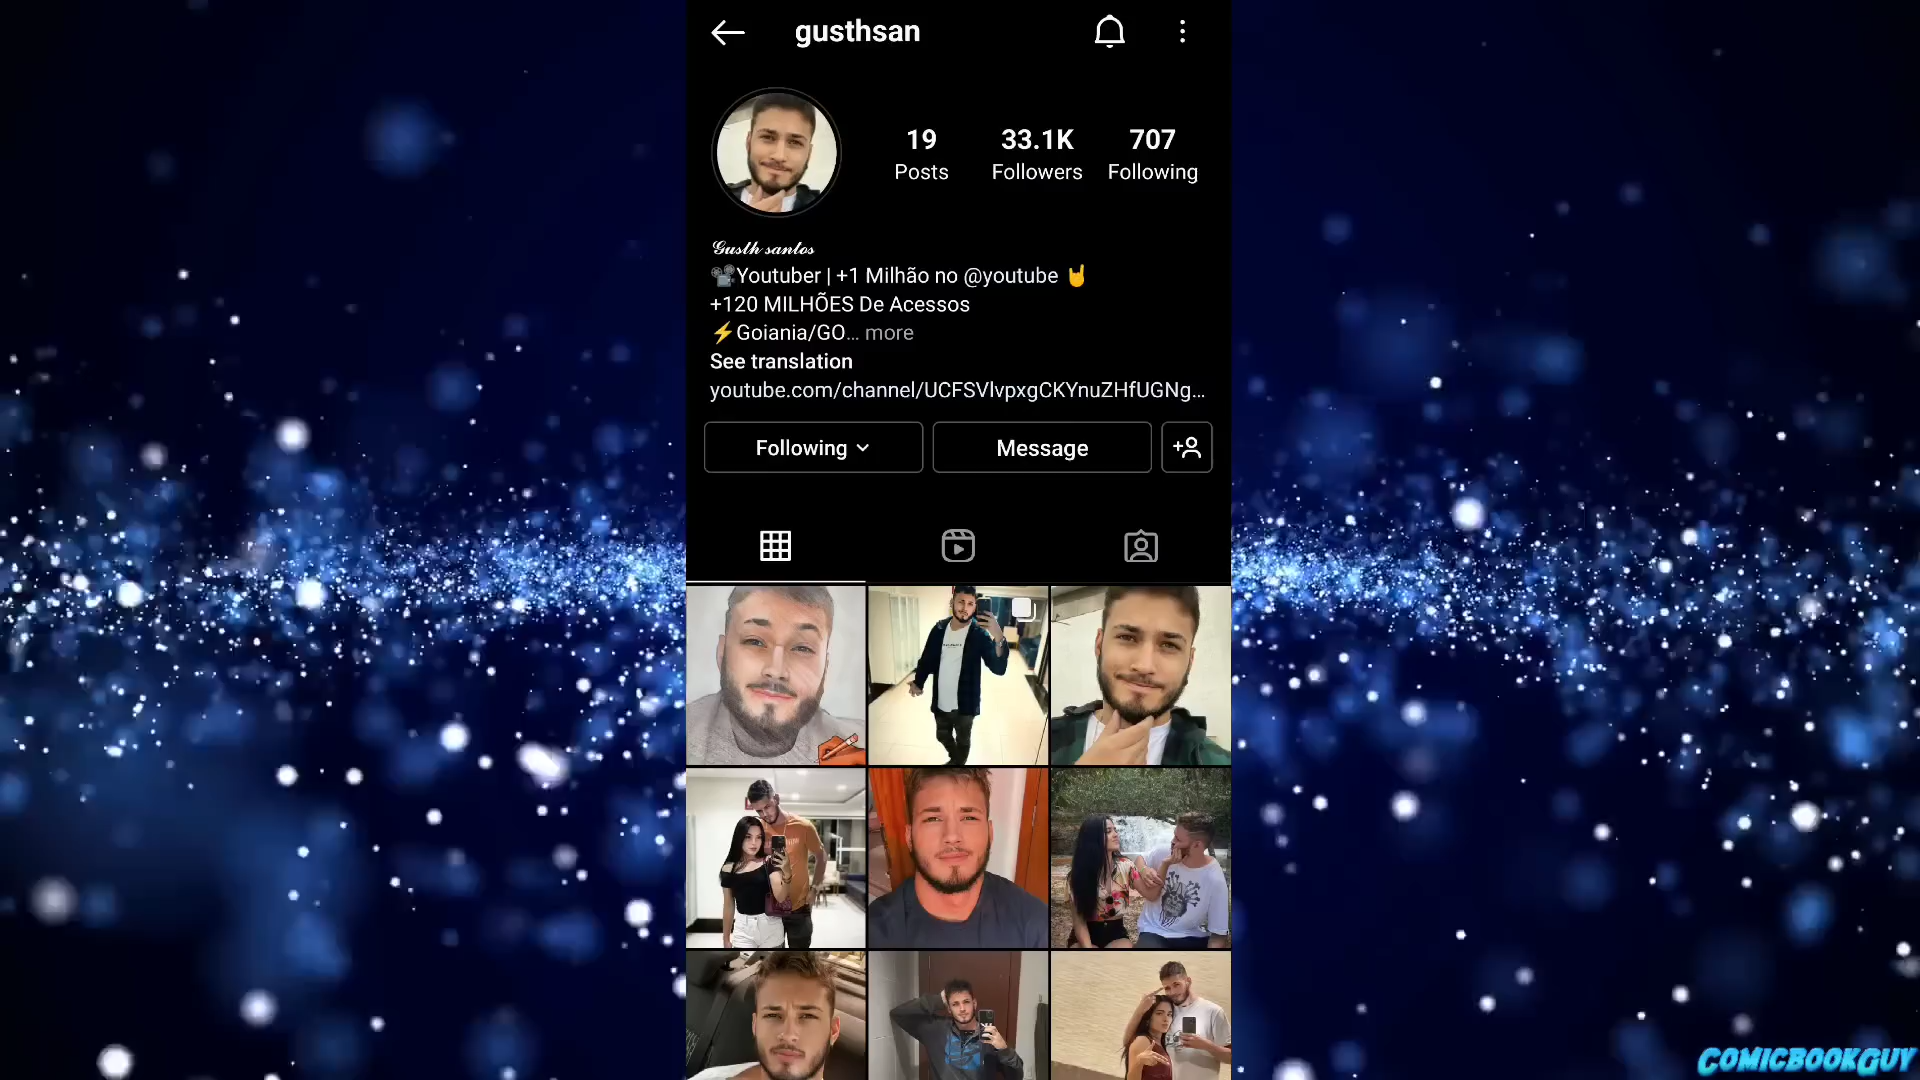 gusthsan
19 33.1K 707
Posts Followers Following
Gusth santos
📽Youtuber | +1 Milhão no @youtube 🤘
+120 MILHÕES De Acessos
⚡Goiania/GO... more
See translation
youtube.com/channel/UCFSVlvpxgCKYnuZHfUGNg...
Following Message
COMICBOOKGUY